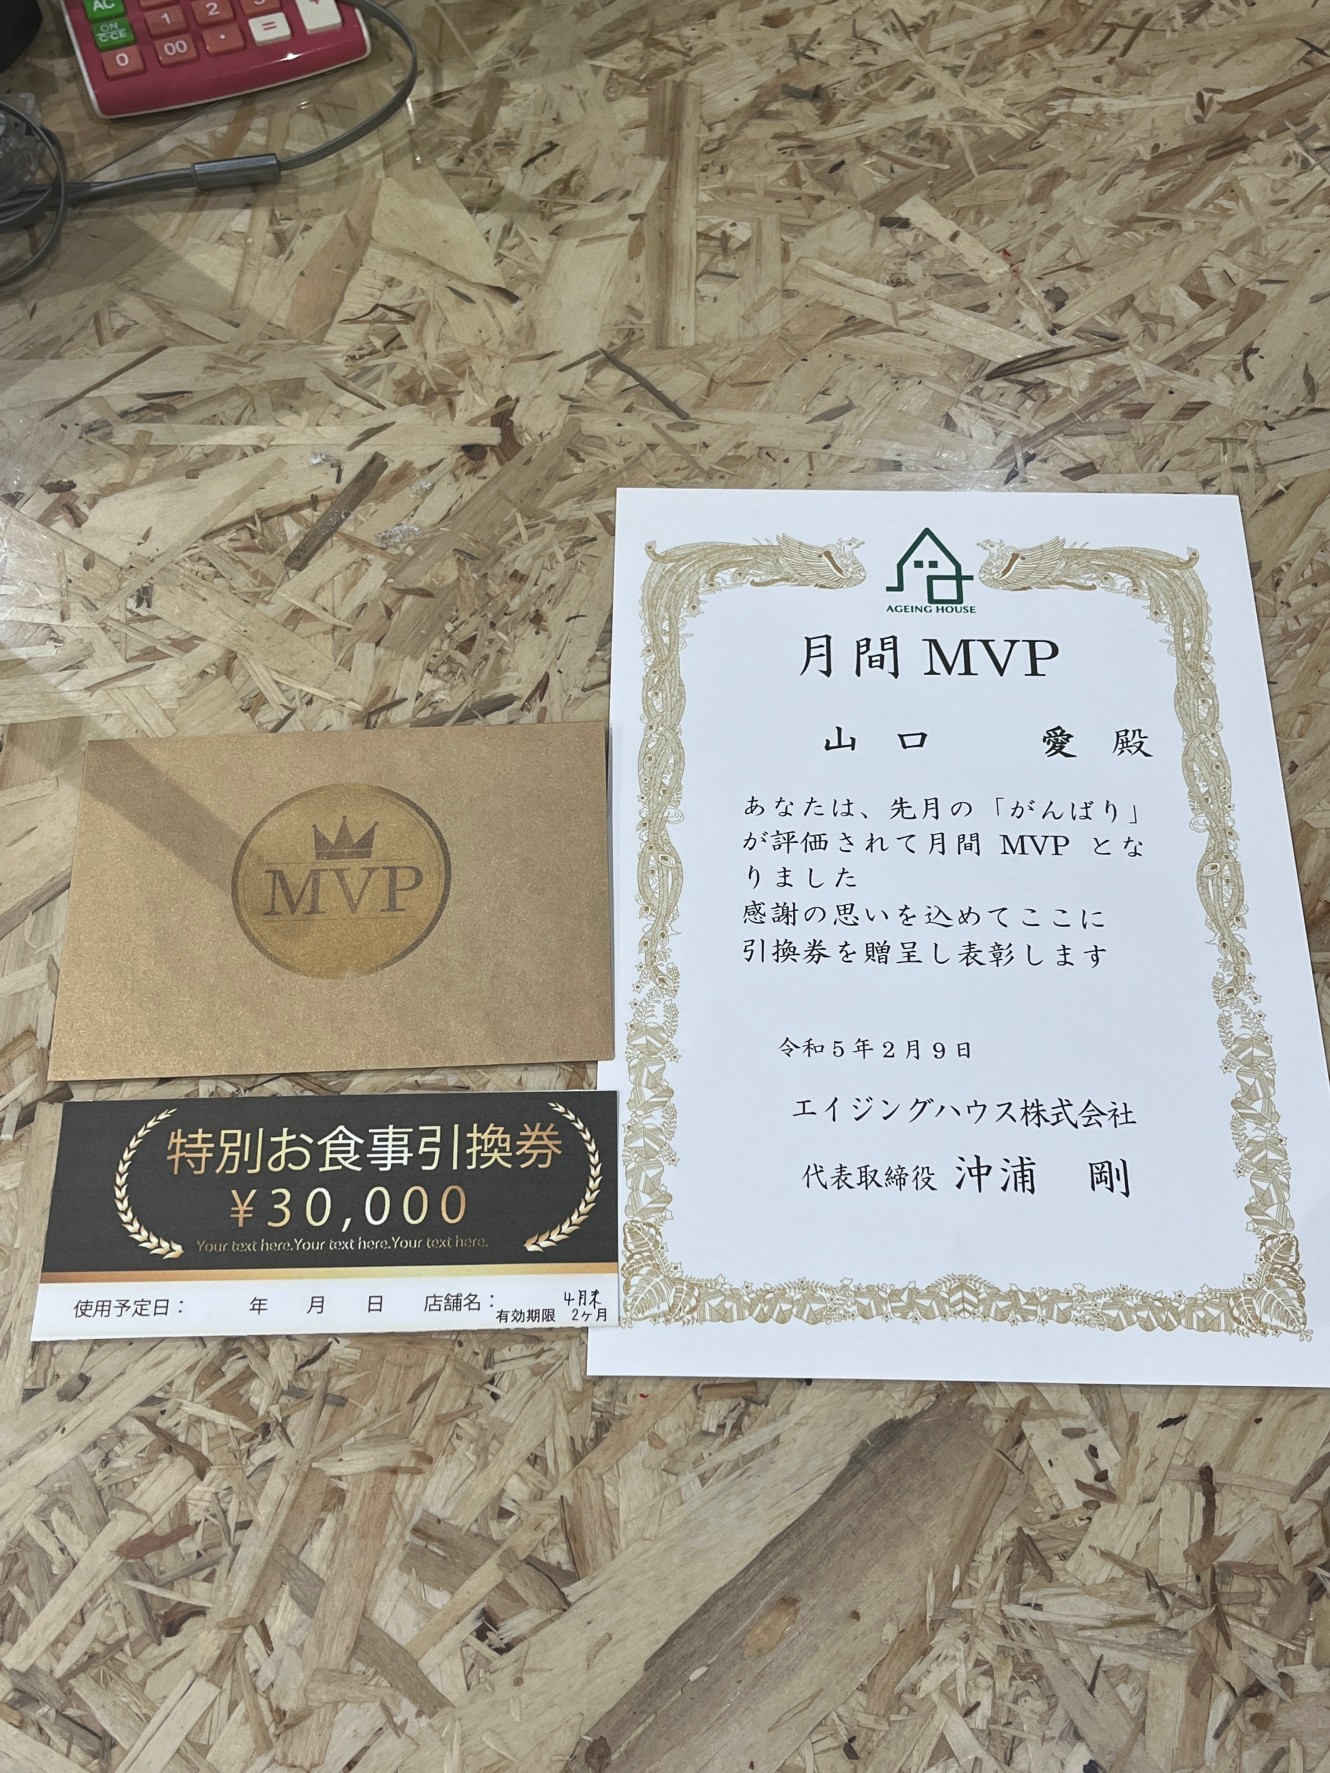 AC
ON
C·CE
1
2
3
+
0
00
·
=
AGEING HOUSE
月間 MVP
山口 愛 殿
あなたは、先月の「がんばり」
が評価されて月間 MVP とな
りました
感謝の思いを込めてここに
引換券を贈呈し表彰します
令和5年2月9日
エイジングハウス株式会社
代表取締役 沖浦 剛
MVP
特別お食事引換券
¥30,000
Your text here.Your text here.Your text here.
使用予定日： 年 月 日 店舗名：
4月末
有効期限 2ヶ月